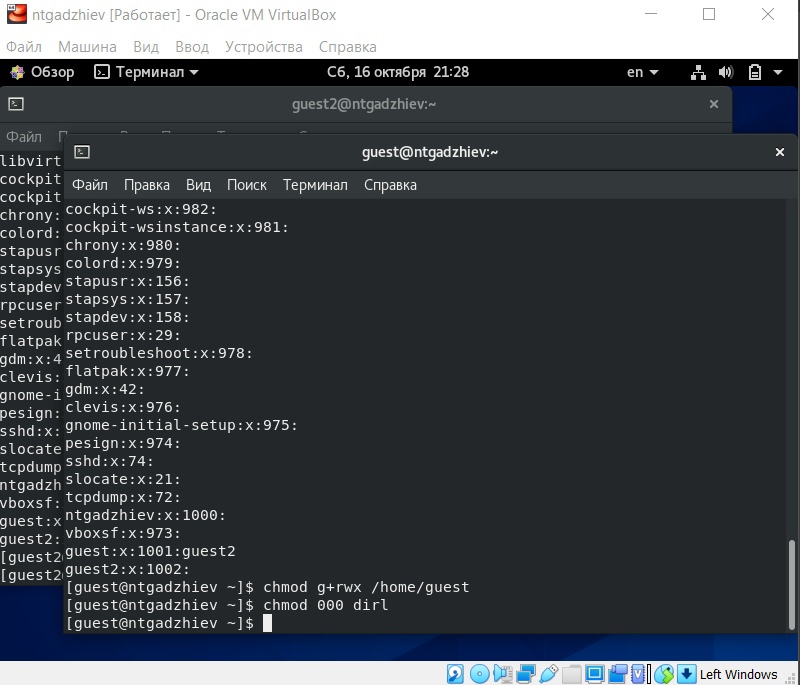 ntgadzhiev [Работает] - Oracle VM VirtualBox
Файл Машина Вид Ввод Устройства Справка
Обзор Терминал Сб, 16 октября 21:28 en
guest2@ntgadzhiev:~
Файл
guest@ntgadzhiev:~
Файл Правка Вид Поиск Терминал Справка
libvirt
cockpit
cockpit
chrony:
colord:
stapusr
stapsys
stapdev
rpcuser
setroub
flatpak
gdm:x:4
clevis:
gnome-i
pesign:
sshd:x:
slocate
tcpdump
ntgadzh
vboxsf:
guest:x
guest2:
[guest2
[guest2
cockpit-ws:x:982:
cockpit-wsinstance:x:981:
chrony:x:980:
colord:x:979:
stapusr:x:156:
stapsys:x:157:
stapdev:x:158:
rpcuser:x:29:
setroubleshoot:x:978:
flatpak:x:977:
gdm:x:42:
clevis:x:976:
gnome-initial-setup:x:975:
pesign:x:974:
sshd:x:74:
slocate:x:21:
tcpdump:x:72:
ntgadzhiev:x:1000:
vboxsf:x:973:
guest:x:1001:guest2
guest2:x:1002:
[guest@ntgadzhiev ~]$ chmod g+rwx /home/guest
[guest@ntgadzhiev ~]$ chmod 000 dirl
[guest@ntgadzhiev ~]$
Left Windows